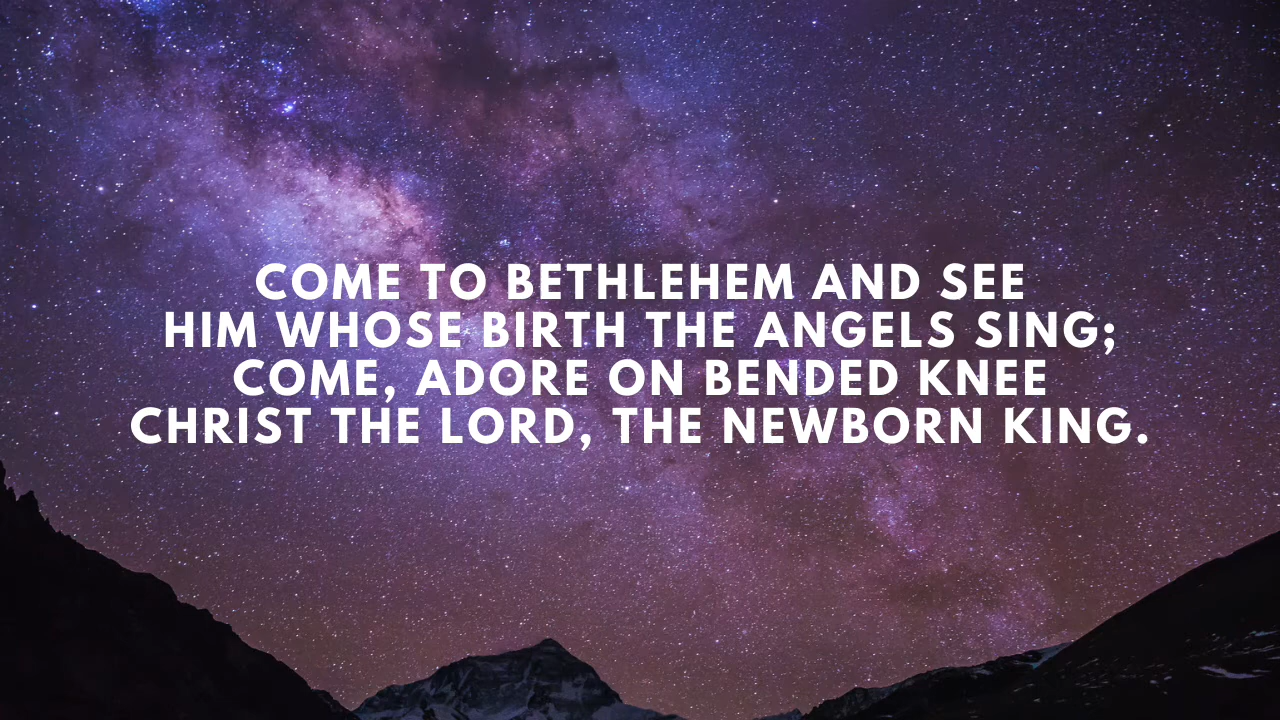 COME TO BETHLEHEM AND SEE
HIM WHOSE BIRTH THE ANGELS SING;
COME, ADORE ON BENDED KNEE
CHRIST THE LORD, THE NEWBORN KING.